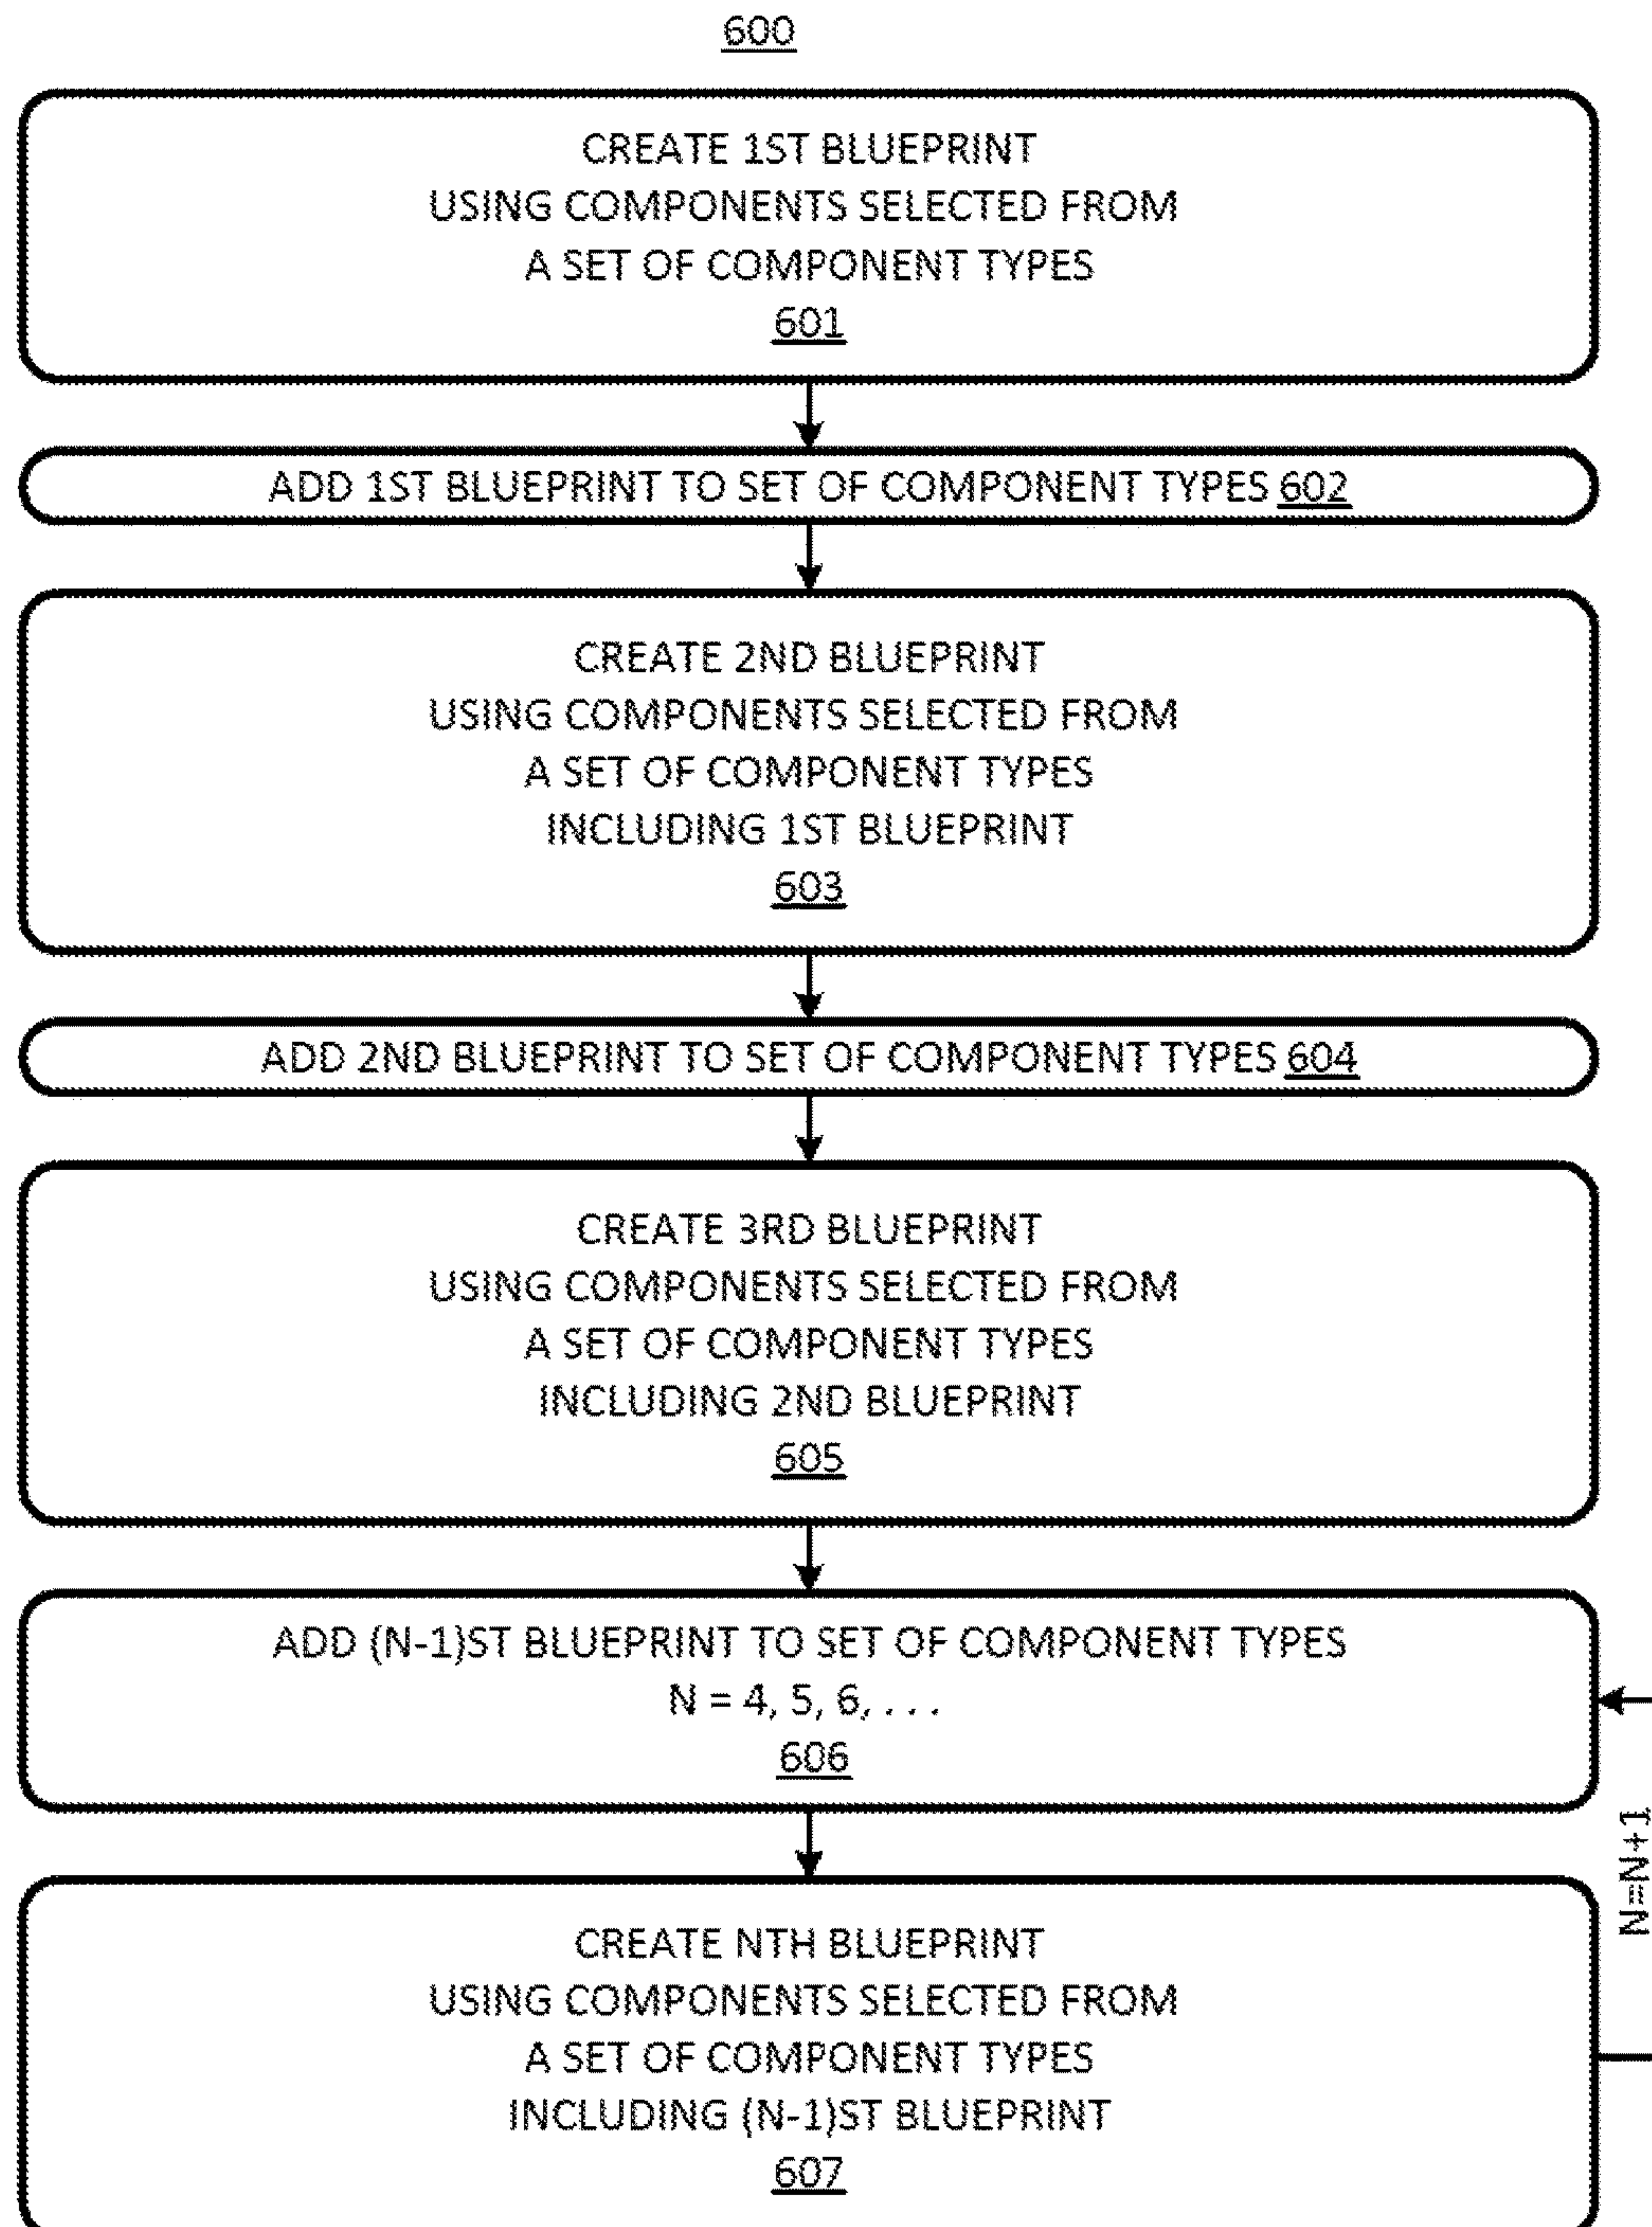 600
CREATE 1ST BLUEPRINT
USING COMPONENTS SELECTED FROM
A SET OF COMPONENT TYPES
601
ADD 1ST BLUEPRINT TO SET OF COMPONENT TYPES 602
CREATE 2ND BLUEPRINT
USING COMPONENTS SELECTED FROM
A SET OF COMPONENT TYPES
INCLUDING 1ST BLUEPRINT
603
ADD 2ND BLUEPRINT TO SET OF COMPONENT TYPES 604
CREATE 3RD BLUEPRINT
USING COMPONENTS SELECTED FROM
A SET OF COMPONENT TYPES
INCLUDING 2ND BLUEPRINT
605
ADD (N-1)ST BLUEPRINT TO SET OF COMPONENT TYPES
N = 4, 5, 6, . . .
606
N=N+1
CREATE NTH BLUEPRINT
USING COMPONENTS SELECTED FROM
A SET OF COMPONENT TYPES
INCLUDING (N-1)ST BLUEPRINT
607